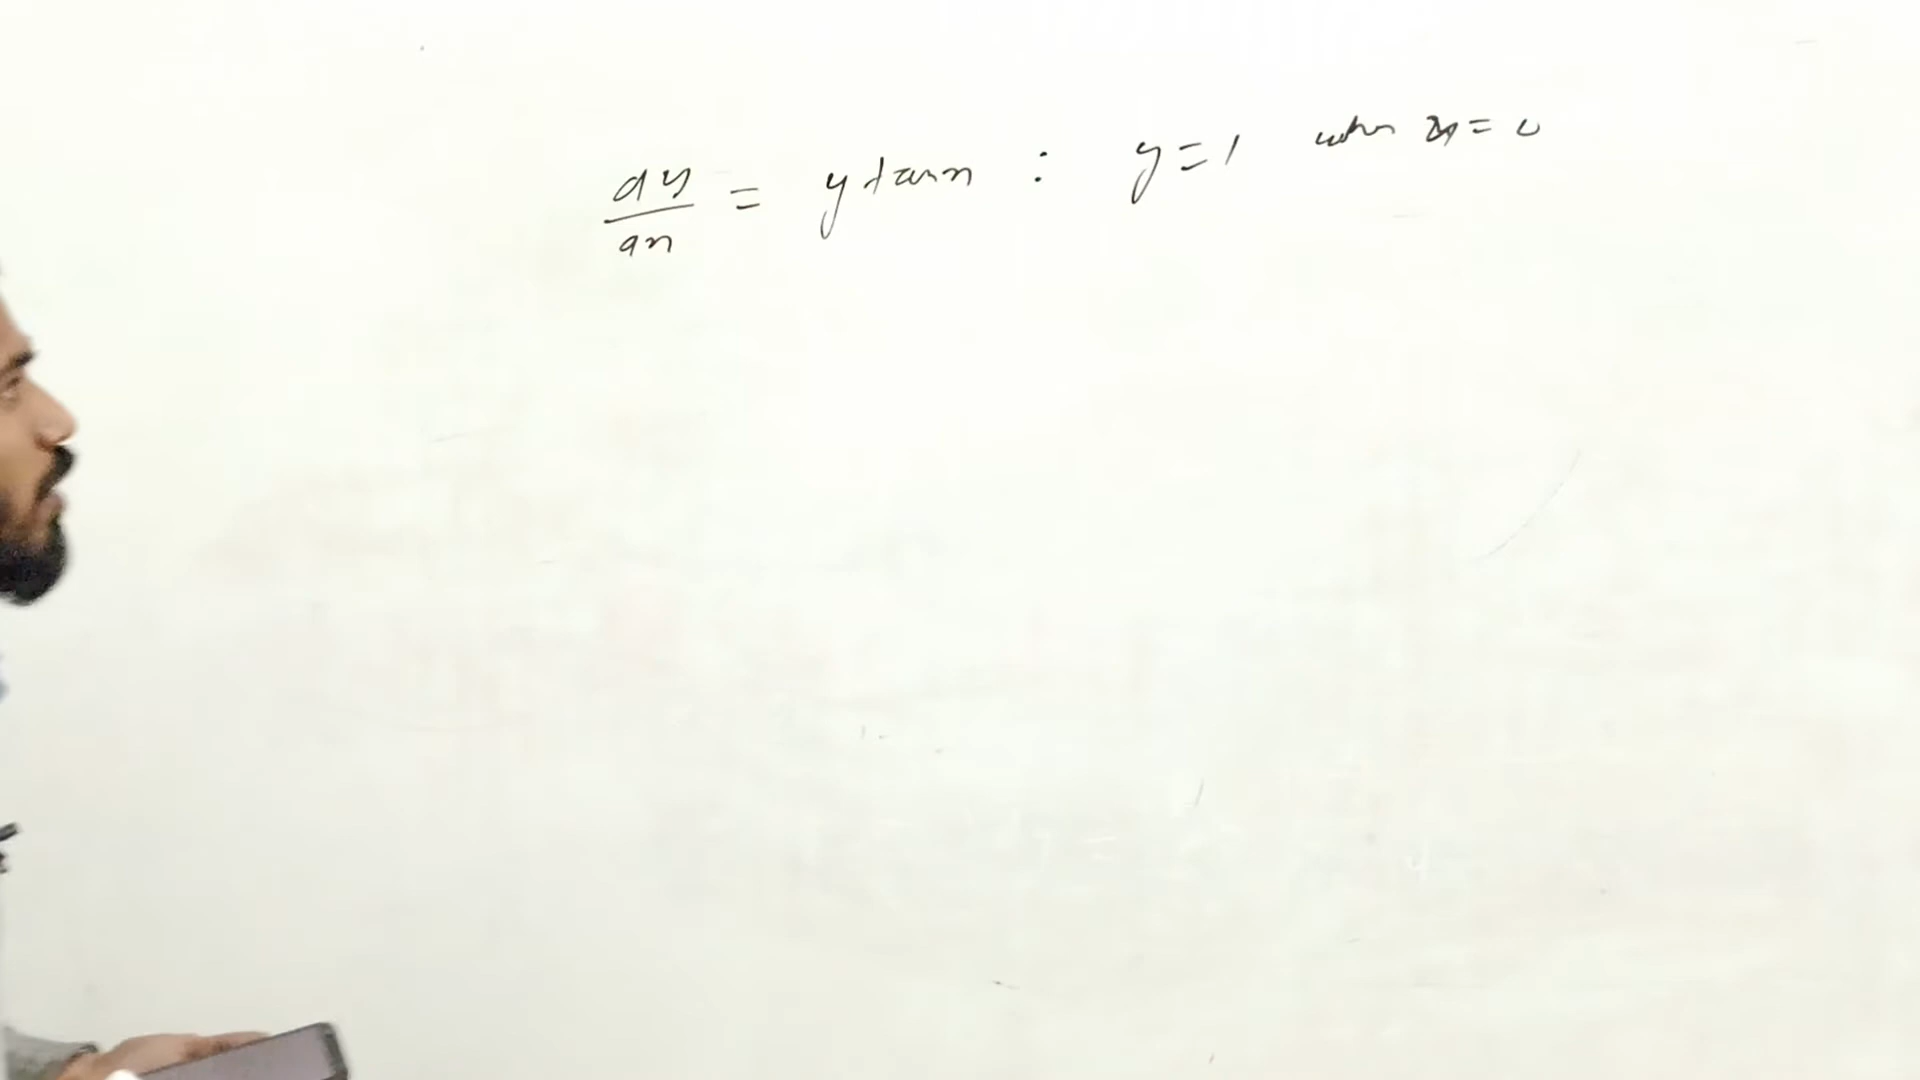 dy/dx = y tan x : y = 1 when x = 0